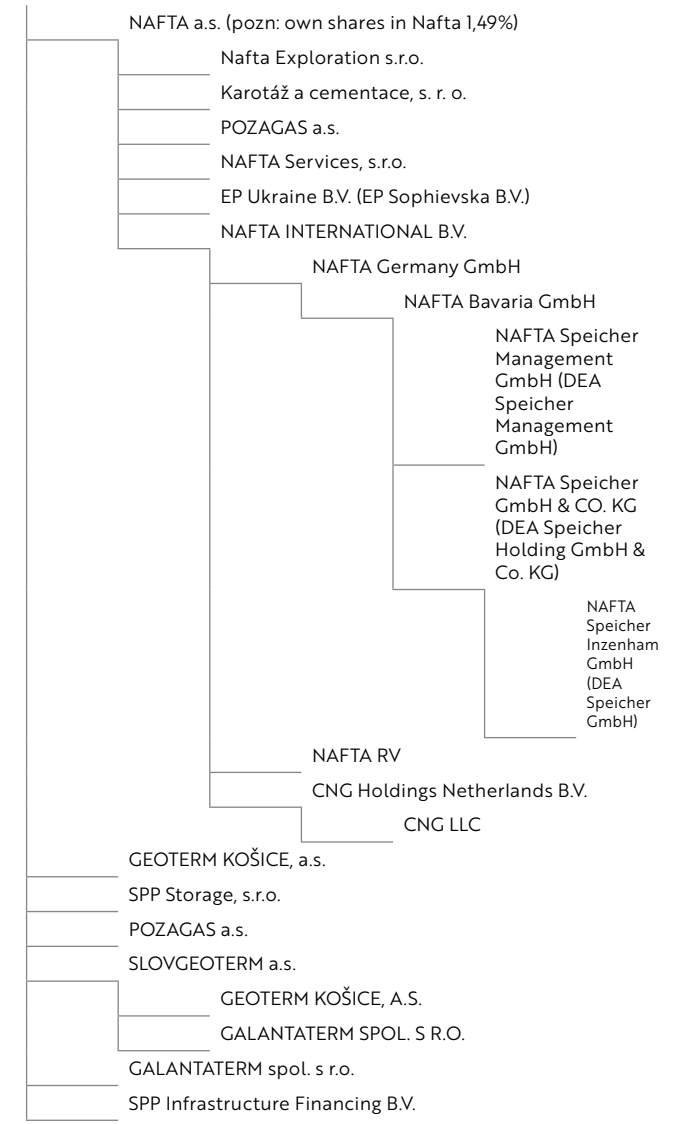 NAFTA a.s. (pozn: own shares in Nafta 1,49%)
Nafta Exploration s.r.o.
Karotáž a cementace, s. r. o.
POZAGAS a.s.
NAFTA Services, s.r.o.
EP Ukraine B.V. (EP Sophievska B.V.)
NAFTA INTERNATIONAL B.V.
NAFTA Germany GmbH
NAFTA Bavaria GmbH
NAFTA Speicher
Management
GmbH (DEA
Speicher
Management
GmbH)
NAFTA Speicher
GmbH & CO. KG
(DEA Speicher
Holding GmbH &
Co. KG)
NAFTA
Speicher
Inzenham
GmbH
(DEA
Speicher
GmbH)
NAFTA RV
CNG Holdings Netherlands B.V.
CNG LLC
GEOTERM KOŠICE, a.s.
SPP Storage, s.r.o.
POZAGAS a.s.
SLOVGEOTERM a.s.
GEOTERM KOŠICE, A.S.
GALANTATERM SPOL. S R.O.
GALANTATERM spol. s r.o.
SPP Infrastructure Financing B.V.